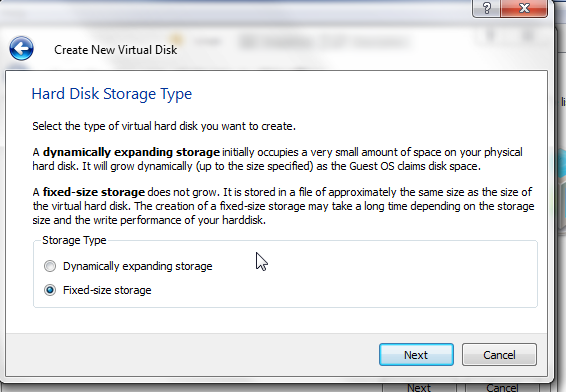 Create New Virtual Disk
Hard Disk Storage Type
Select the type of virtual hard disk you want to create.
A dynamically expanding storage initially occupies a very small amount of space on your physical
hard disk. It will grow dynamically (up to the size specified) as the Guest OS claims disk space.
A fixed-size storage does not grow. It is stored in a file of approximately the same size as the size of
the virtual hard disk. The creation of a fixed-size storage may take a long time depending on the storage
size and the write performance of your harddisk.
Storage Type
Dynamically expanding storage
Fixed-size storage
Next
Cancel
Next
Cancel